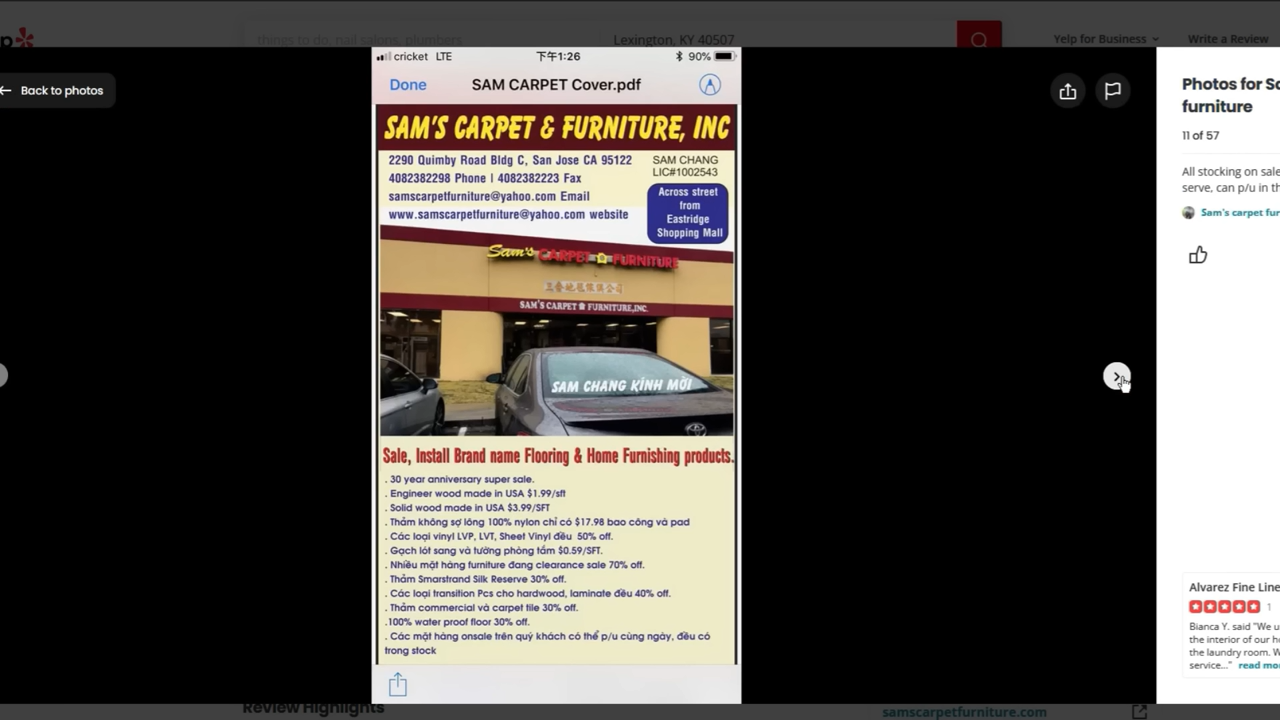 things to do, nail salons, plumbers
Lexington, KY 40507
Yelp for Business
Write a Review
Back to photos
cricket LTE
下午1:26
90%
Done
SAM CARPET Cover.pdf
SAM'S CARPET & FURNITURE, INC
2290 Quimby Road Bldg C, San Jose CA 95122
4082382298 Phone | 4082382223 Fax
samscarpetfurniture@yahoo.com Email
www.samscarpetfurniture@yahoo.com website
SAM CHANG
LIC#1002543
Across street
from
Eastridge
Shopping Mall
Sam's CARPET FURNITURE
SAM'S CARPET FURNITURE,INC.
SAM CHANG KÍNH MỜI
Sale, Install Brand name Flooring & Home Furnishing products.
. 30 year anniversary super sale.
. Engineer wood made in USA $1.99/sft
. Solid wood made in USA $3.99/SFT
. Thảm không sợ lông 100% nylon chỉ có $17.98 bao công và pad
. Các loại vinyl LVP, LVT, Sheet Vinyl đều 50% off.
. Gạch lót sang và tường phòng tắm $0.59/SFT.
. Nhiều mặt hàng furniture đang clearance sale 70% off.
. Thảm Smarstrand Silk Reserve 30% off.
. Các loại transition Pcs cho hardwood, laminate đều 40% off.
. Thảm commercial và carpet tile 30% off.
.100% water proof floor 30% off.
. Các mặt hàng onsale trên quý khách có thể p/u cùng ngày, đều có
trong stock
Photos for S
furniture
11 of 57
All stocking on sale
serve, can p/u in th
Sam's carpet fur
Alvarez Fine Line
1
Bianca Y. said "We u
the interior of our h
the laundry room. W
service..." read mo
Review Highlights
samscarpetfurniture.com